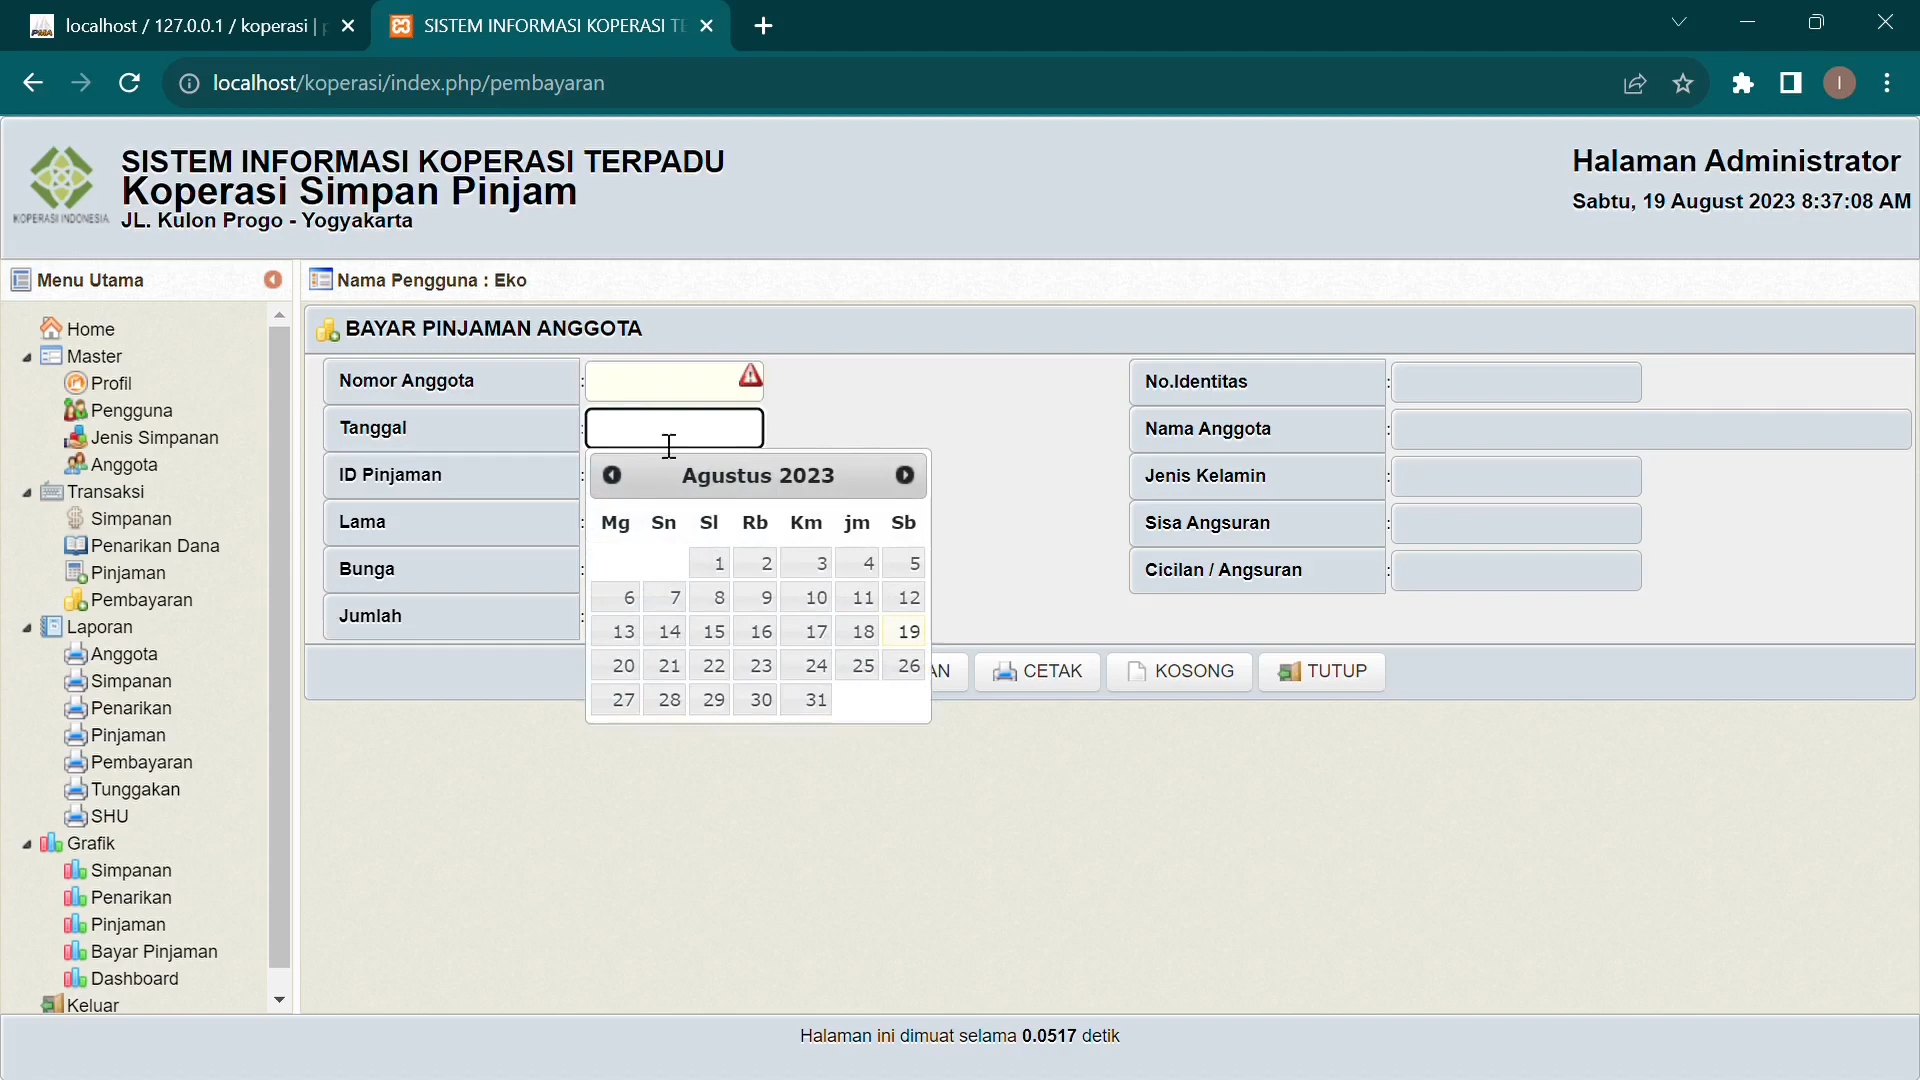 localhost / 127.0.0.1 / koperasi |
SISTEM INFORMASI KOPERASI TE
localhost/koperasi/index.php/pembayaran
I
KOPERASI INDONESIA
SISTEM INFORMASI KOPERASI TERPADU
Koperasi Simpan Pinjam
JL. Kulon Progo - Yogyakarta
Halaman Administrator
Sabtu, 19 August 2023 8:37:08 AM
Menu Utama
Home
Master
Profil
Pengguna
Jenis Simpanan
Anggota
Transaksi
Simpanan
Penarikan Dana
Pinjaman
Pembayaran
Laporan
Anggota
Simpanan
Penarikan
Pinjaman
Pembayaran
Tunggakan
SHU
Grafik
Simpanan
Penarikan
Pinjaman
Bayar Pinjaman
Dashboard
Keluar
Nama Pengguna : Eko
BAYAR PINJAMAN ANGGOTA
Nomor Anggota :
Tanggal :
ID Pinjaman :
Lama :
Bunga :
Jumlah :
Agustus 2023
Mg Sn Sl Rb Km jm Sb
1 2 3 4 5
6 7 8 9 10 11 12
13 14 15 16 17 18 19
20 21 22 23 24 25 26
27 28 29 30 31
No.Identitas :
Nama Anggota :
Jenis Kelamin :
Sisa Angsuran :
Cicilan / Angsuran :
AN CETAK KOSONG TUTUP
Halaman ini dimuat selama 0.0517 detik